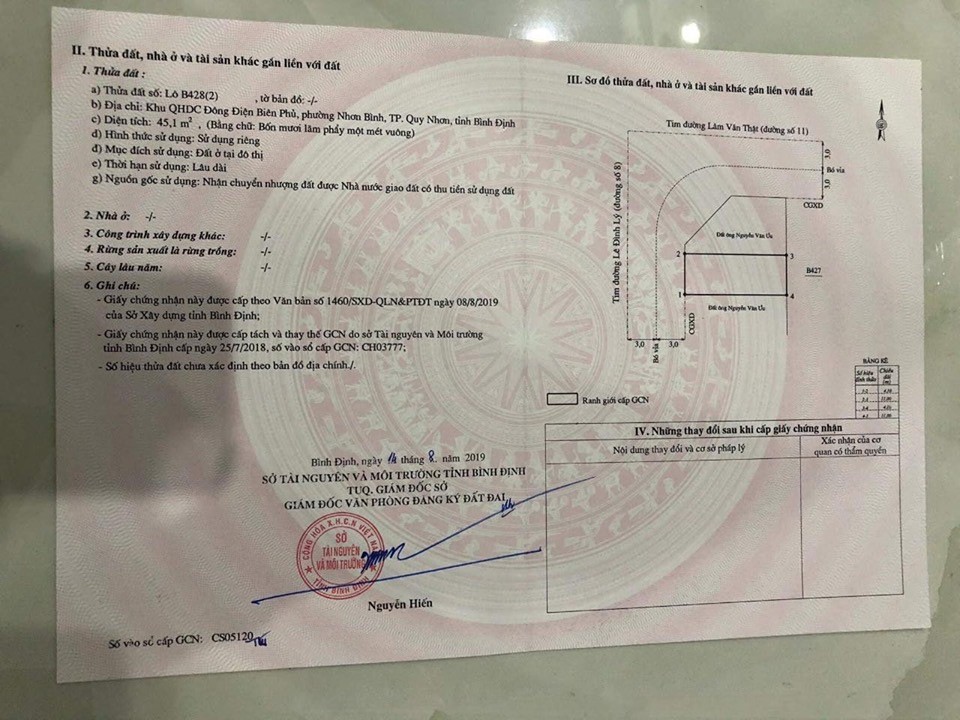 II. Thửa đất, nhà ở và tài sản khác gắn liền với đất
1. Thửa đất :
a) Thửa đất số: Lô B428(2) , tờ bản đồ: -/-
b) Địa chỉ: Khu QHDC Đông Điện Biên Phủ, phường Nhơn Bình, TP. Quy Nhơn, tỉnh Bình Định
c) Diện tích: 45,1 m² , (Bằng chữ: Bốn mươi lăm phẩy một mét vuông)
d) Hình thức sử dụng: Sử dụng riêng
đ) Mục đích sử dụng: Đất ở tại đô thị
e) Thời hạn sử dụng: Lâu dài
g) Nguồn gốc sử dụng: Nhận chuyển nhượng đất được Nhà nước giao đất có thu tiền sử dụng đất
2. Nhà ở: -/-
3. Công trình xây dựng khác: -/-
4. Rừng sản xuất là rừng trồng: -/-
5. Cây lâu năm: -/-
6. Ghi chú:
- Giấy chứng nhận này được cấp theo Văn bản số 1460/SXD-QLN&PTĐT ngày 08/8/2019
của Sở Xây dựng tỉnh Bình Định;
- Giấy chứng nhận này được cấp tách và thay thế GCN do sở Tài nguyên và Môi trường
tỉnh Bình Định cấp ngày 25/7/2018, số vào sổ cấp GCN: CH03777;
- Số hiệu thửa đất chưa xác định theo bản đồ địa chính./.
Bình Định, ngày 14 tháng 8. năm 2019
SỞ TÀI NGUYÊN VÀ MÔI TRƯỜNG TỈNH BÌNH ĐỊNH
TUQ. GIÁM ĐỐC SỞ
GIÁM ĐỐC VĂN PHÒNG ĐĂNG KÝ ĐẤT ĐAI
CỘNG HÒA X.H.C.N VIỆT NAM
SỞ
TÀI NGUYÊN
VÀ MÔI TRƯỜNG
TỈNH BÌNH ĐỊNH
Nguyễn Hiến
Số vào sổ cấp GCN: CS05120
III. Sơ đồ thửa đất, nhà ở và tài sản khác gắn liền với đất
Tim đường Lâm Văn Thật (đường số 11)
3,0
Bó vỉa
3,0
CGXD
Tim đường Lê Đình Lý (đường số 8)
Đất ông Nguyễn Văn Úc
2
3
B427
1
4
Đất ông Nguyễn Văn Úc
CGXD
3,0
Bó vỉa
3,0
BẢNG KÊ
Số hiệu đỉnh thửa
Chiều dài (m)
1-2
2-3
3-4
4-1
Ranh giới cấp GCN
IV. Những thay đổi sau khi cấp giấy chứng nhận
Nội dung thay đổi và cơ sở pháp lý
Xác nhận của cơ
quan có thẩm quyền